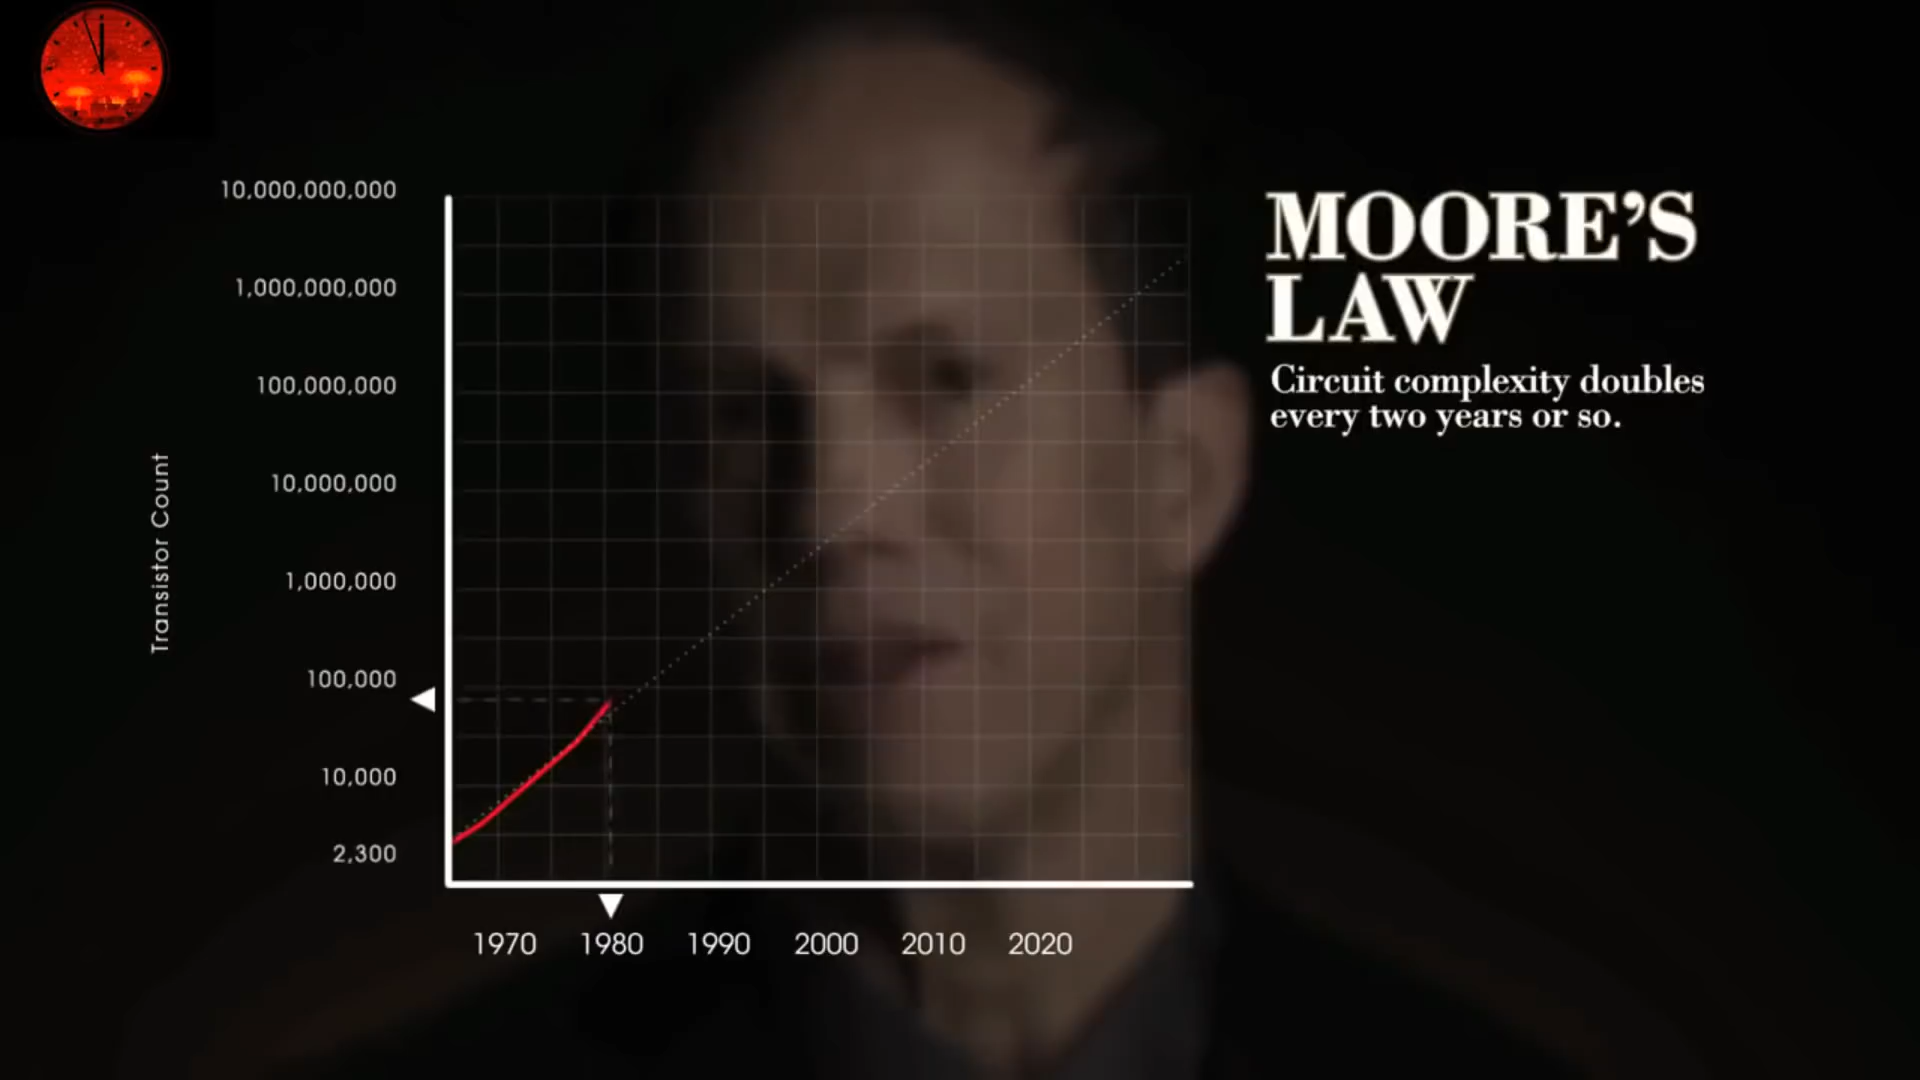 MOORE’S
LAW
Circuit complexity doubles
every two years or so.
Transistor Count
10,000,000,000
1,000,000,000
100,000,000
10,000,000
1,000,000
100,000
10,000
2,300
1970 1980 1990 2000 2010 2020